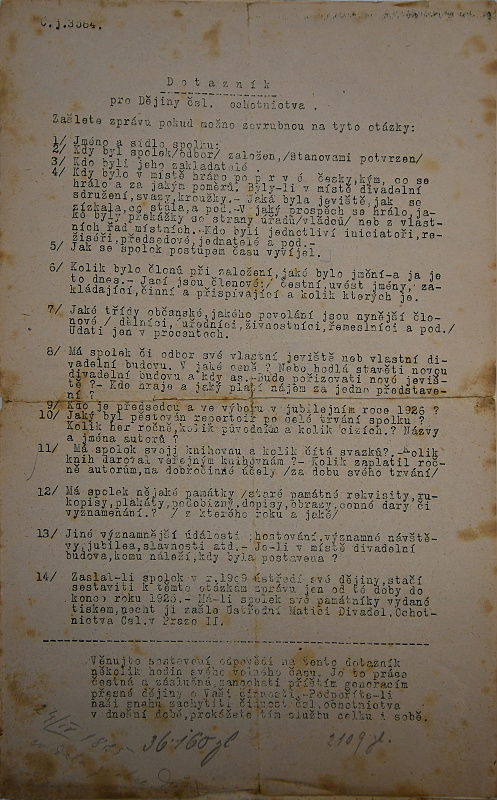 č.j.3064.
Dotazník
pro Dějiny čsl. ochotnictva .
Zašlete zprávu pokud možno zevrubnou na tyto otázky:
1/ Jméno a sídlo spolku:
2/ Kdy byl spolek/odbor/ založen,/Stanovami potvrzen/
3/ Kdo byli jeho zakladatelé .
4/ Kdy bylo v místě hráno po prvé česky,kým, co se
hrálo a za jakým poměrů. Byly-li v místě divadelní
sdružení, svazy, kroužky.- Jaká byla jeviště, jak se
získala, co stála, a pod.-V jaký prospěch se hrálo, ja-
ké byly překážky se strany úřadů/vládou/ neb z vlast-
ních řad místních.- Kdo byli jednotliví iniciatoři, re-
žiséři, předsedové, jednatelé a pod.-
5/ Jak se spolek postupem času vyvíjel.
6/ Kolik bylo členů při založení, jaké bylo jmění-a ja je
to dnes.- Jací jsou členové:/ čestní, uvést jmény, za-
kládající, činní a přispívající a kolik kterých je.
7/ Jaké třídy občanské, jakého povolání jsou nynější čle-
nové / dělníci, úředníci, živnostníci, řemeslníci a pod./
Udati jen v procentech.
8/ Má spolek či odbor své vlastní jeviště neb vlastní di-
vadelní budovu. V jaké ceně ? Nebo hodlá stavěti novou
divadelní budovu a kdy as.-Bude pořizovati nové jeviš-
tě ?- Kde hraje a jaký platí nájem za jedno představe-
ní ?
9/ Kdo je předsedou a ve výboru v jubilejním roce 1926 ?
10/ Jaký byl pěstován repertoir po celé trvání spolku ?
Kolik her ročně, kolik původním a kolik cizích.? Názvy
a jména autorů ?
11/ Má spolek svoji knihovnu a kolik čítá svazků?.-Kolik
knih daroval veřejným knihovnám ?- Kolik zaplatil roč-
ně autorům, na dobročinné účely /za dobu svého trvání/
12/ Má spolek nějaké památky /staré památné rekvisity, ru-
kopisy, plakáty, podobizny, dopisy, obrazy, cenné dary či
vyznamenání.? / z kterého roku a jaké/
13/ Jiné významnější události :hostování, významné návště-
vy, jubilea, slavnosti atd.- Je-li v místě divadelní
budova, komu náleží, kdy byla postavena ?
14/ Zaslal-li spolek v r.1909 ústředí své dějiny, stačí
sestaviti k těmto otázkám zprávu jen od té doby do
konce roku 1925.- Má-li spolek své památníky vydané
tiskem, nechť ji zašle Ústřední Matici Divadel. Ochot-
nictva Čsl. v Praze II.
Věnujte sestavení odpovědí na tento dotazník
několik hodin svého volného času. Je to práce
čestná a záslužná, zanechati příštím generacím
přesné dějiny o Vaší činnosti. Podpoříte-li
naši snahu zachytiti činnost čsl. ochotnictva
v dnešní době, prokážete tím službu celku i sobě.
36·160 zl
2109 zl.